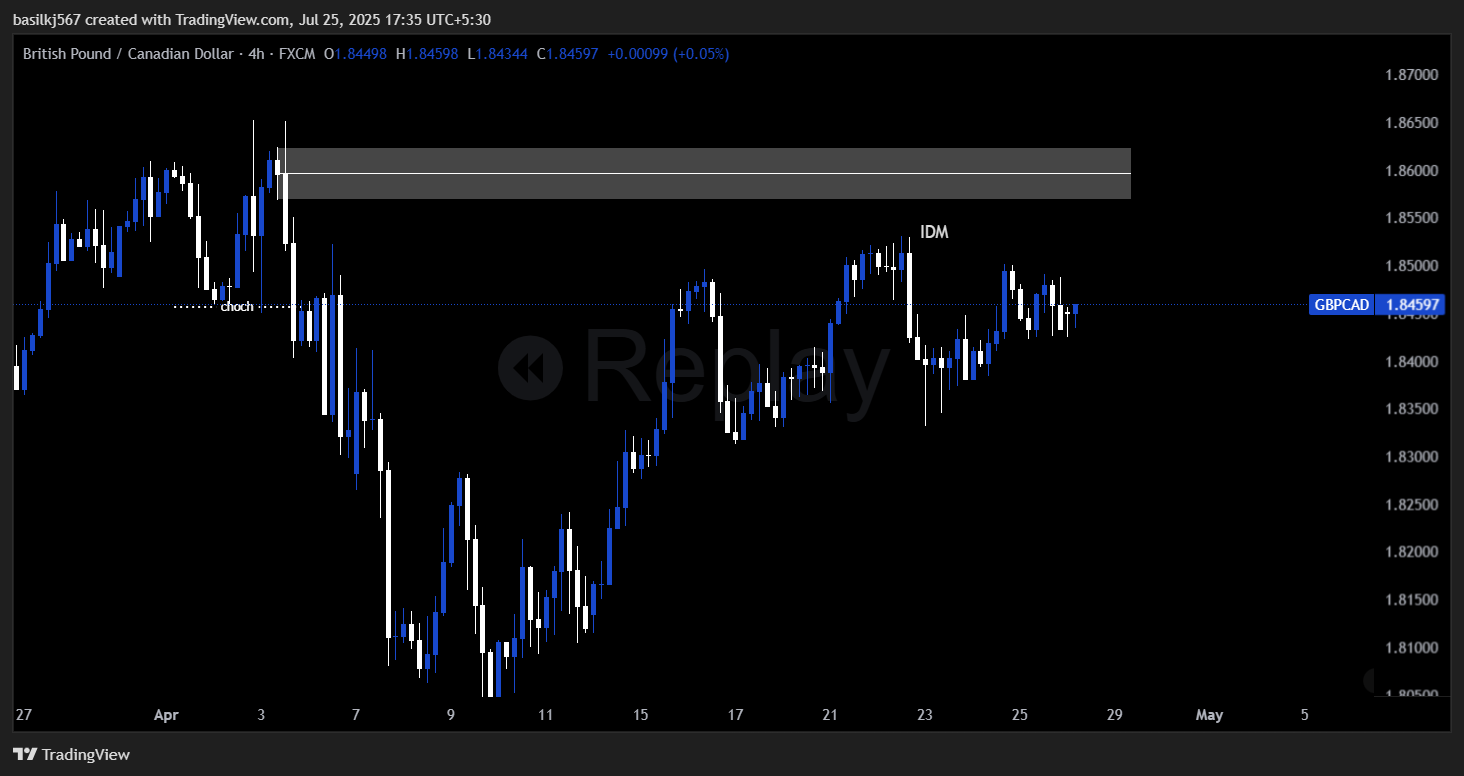 basilkj567 created with TradingView.com, Jul 25, 2025 17:35 UTC+5:30
British Pound / Canadian Dollar · 4h · FXCM O1.84498 H1.84598 L1.84344 C1.84597 +0.00099 (+0.05%)
1.87000
1.86500
1.86000
1.85500
IDM
1.85000
choch
GBPCAD 1.84597
1.84500
Replay
1.84000
1.83500
1.83000
1.82500
1.82000
1.81500
1.81000
1.80500
27 Apr 3 7 9 11 15 17 21 23 25 29 May 5
TradingView